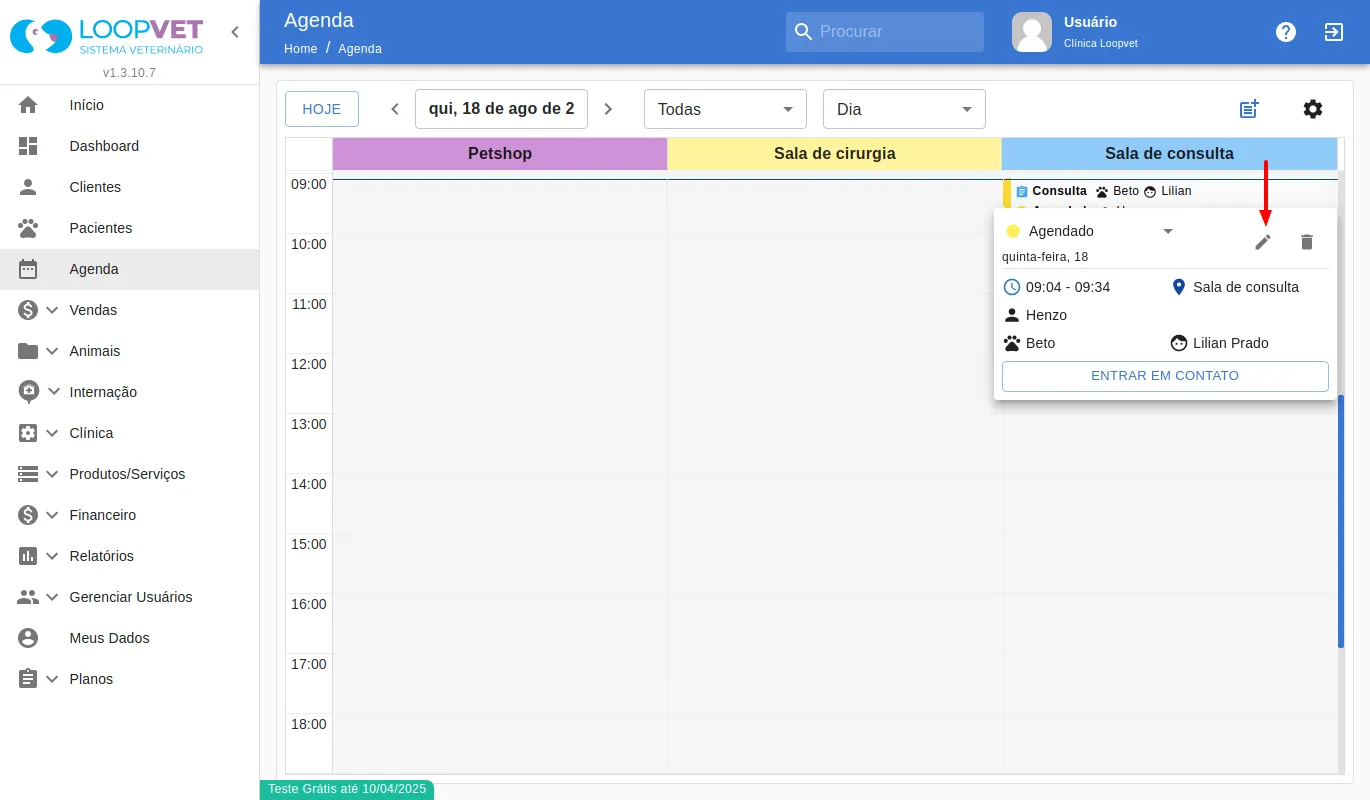 LOOPVET
SISTEMA VETERINÁRIO
v1.3.10.7
Início
Dashboard
Clientes
Pacientes
Agenda
Vendas
Animais
Internação
Clínica
Produtos/Serviços
Financeiro
Relatórios
Gerenciar Usuários
Meus Dados
Planos
Agenda
Home / Agenda
Procurar
Usuário
Clínica Loopvet
HOJE
qui, 18 de ago de 2
Todas
Dia
Petshop
Sala de cirurgia
Sala de consulta
09:00
10:00
11:00
12:00
13:00
14:00
15:00
16:00
17:00
18:00
Consulta Beto Lilian
Agendado
quinta-feira, 18
09:04 - 09:34
Sala de consulta
Henzo
Beto
Lilian Prado
ENTRAR EM CONTATO
Teste Grátis até 10/04/2025